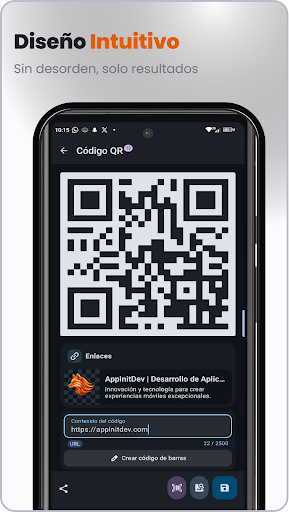 Diseño Intuitivo
Sin desorden, solo resultados
10:15
Código QR
Enlaces
AppInitDev | Desarrollo de Aplic...
Innovación y tecnología para crear
experiencias móviles excepcionales.
Contenido del código
https://appinitdev.com
URL
22 / 2500
Crear código de barras